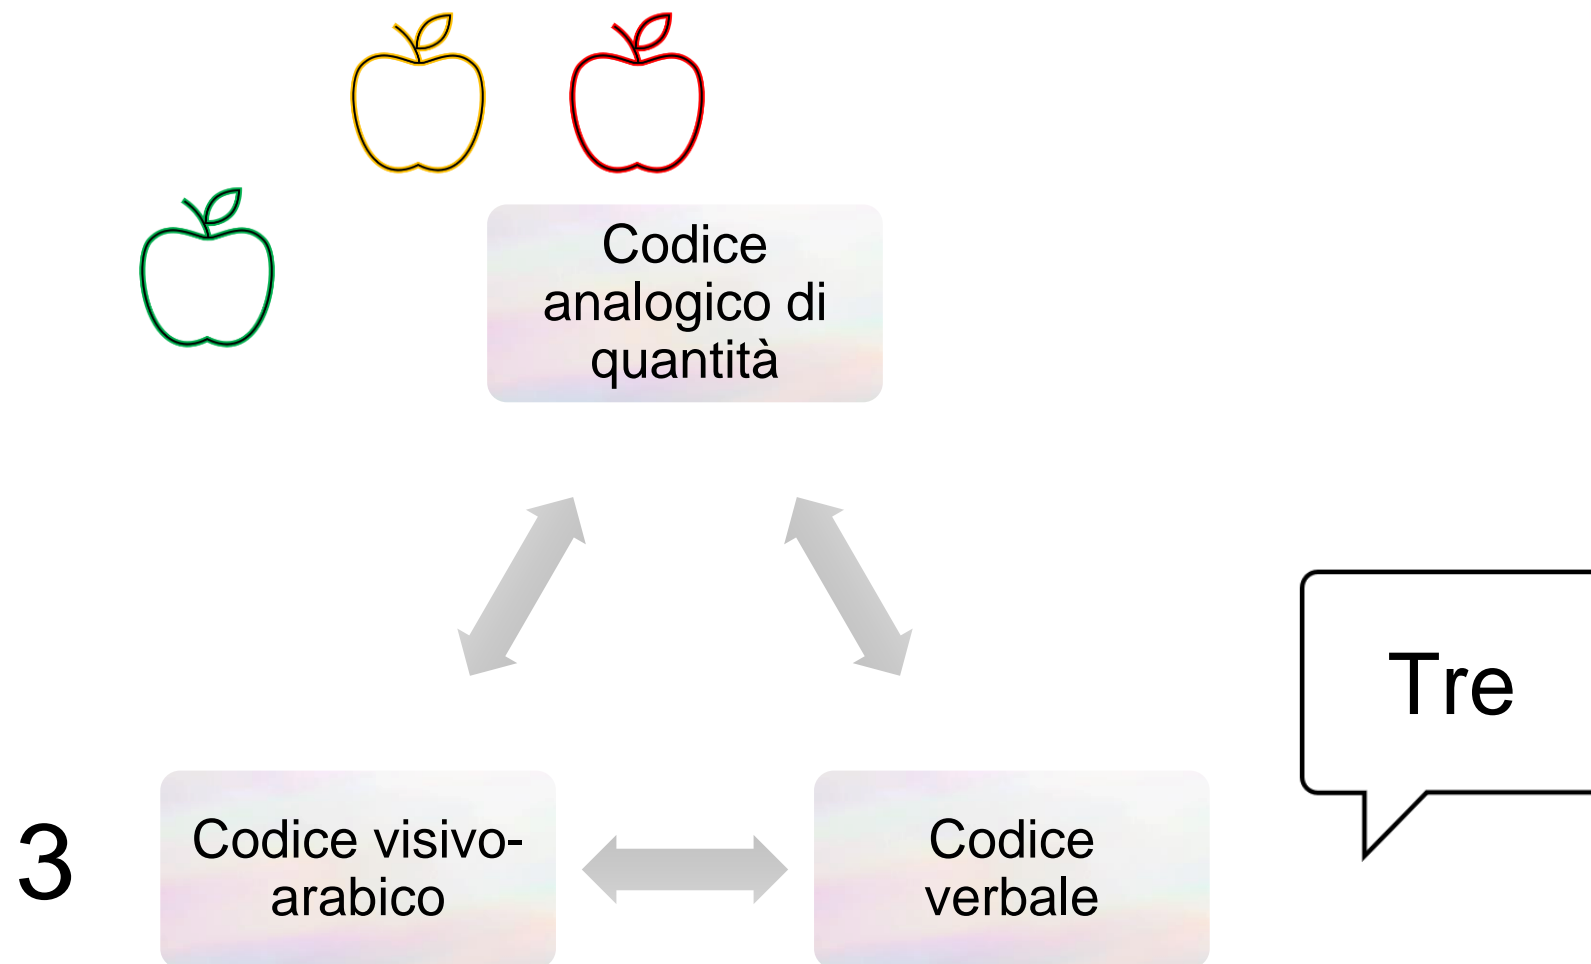 Codice
analogico di
quantità
Tre
3
Codice visivo-
arabico
Codice
verbale